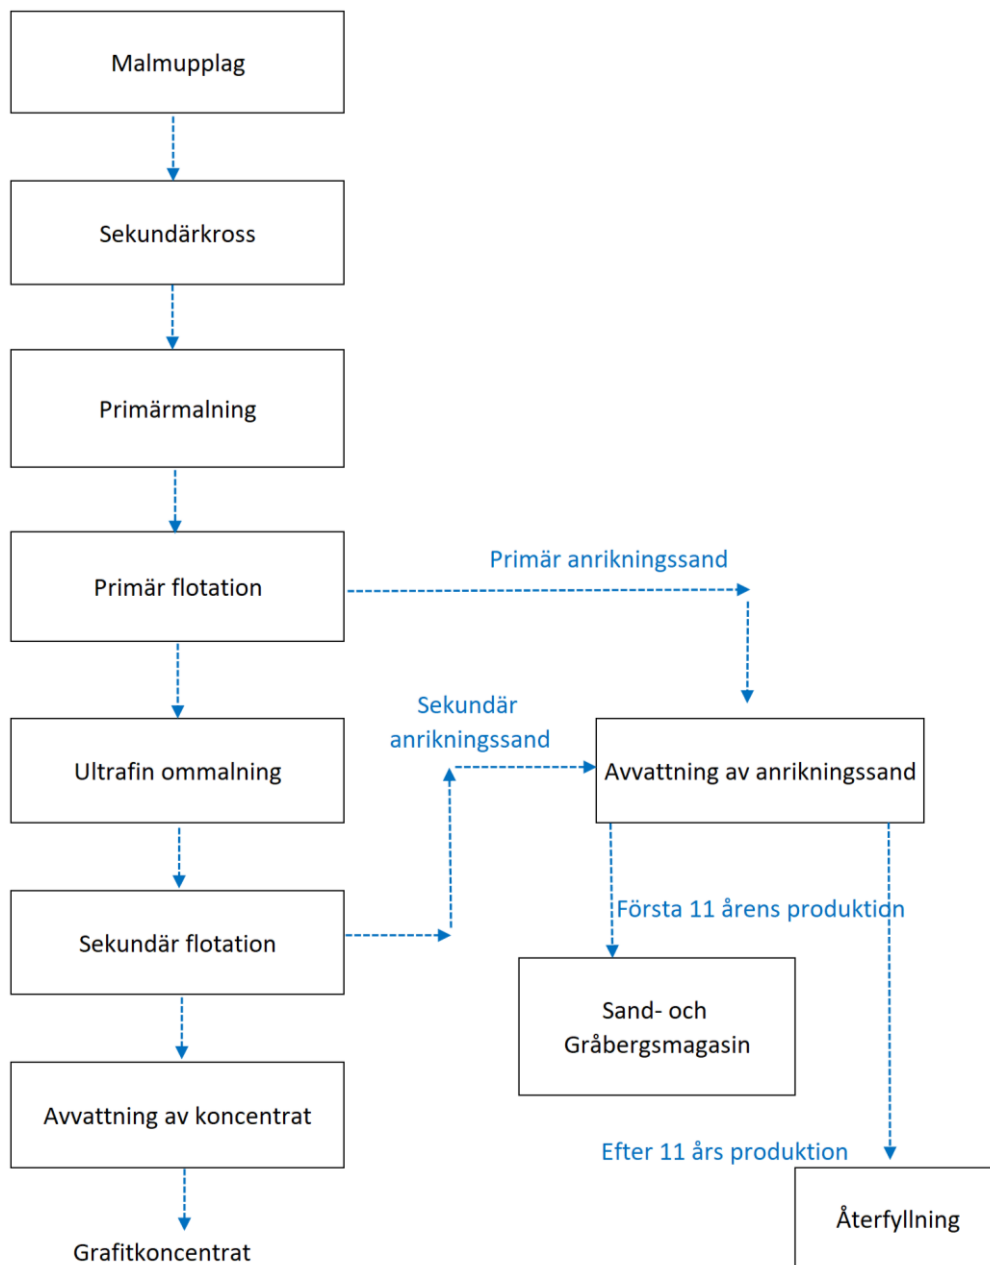 Malmupplag
Sekundärkross
Primärmalning
Primär flotation
Primär anrikningssand
Sekundär
anrikningssand
Ultrafin ommalning
Avvattning av anrikningssand
Första 11 årens produktion
Sekundär flotation
Sand- och
Gråbergsmagasin
Avvattning av koncentrat
Efter 11 års produktion
Återfyllning
Grafitkoncentrat